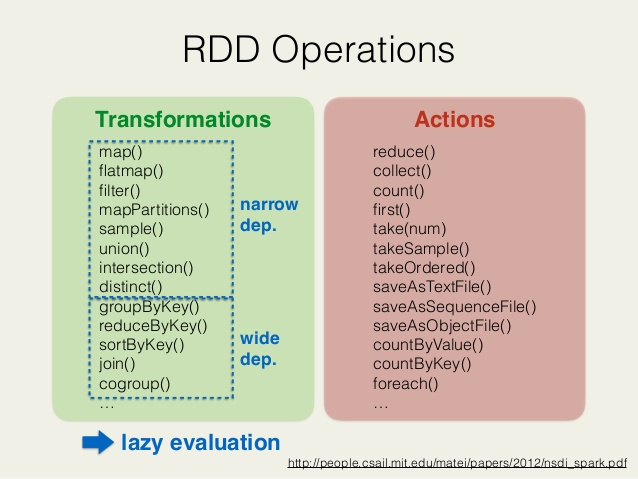 RDD Operations
Transformations
map()
flatmap()
filter()
mapPartitions()
sample()
union()
intersection()
distinct()
groupByKey()
reduceByKey()
sortByKey()
join()
cogroup()
…
narrow
dep.
wide
dep.
Actions
reduce()
collect()
count()
first()
take(num)
takeSample()
takeOrdered()
saveAsTextFile()
saveAsSequenceFile()
saveAsObjectFile()
countByValue()
countByKey()
foreach()
…
lazy evaluation
http://people.csail.mit.edu/matei/papers/2012/nsdi_spark.pdf